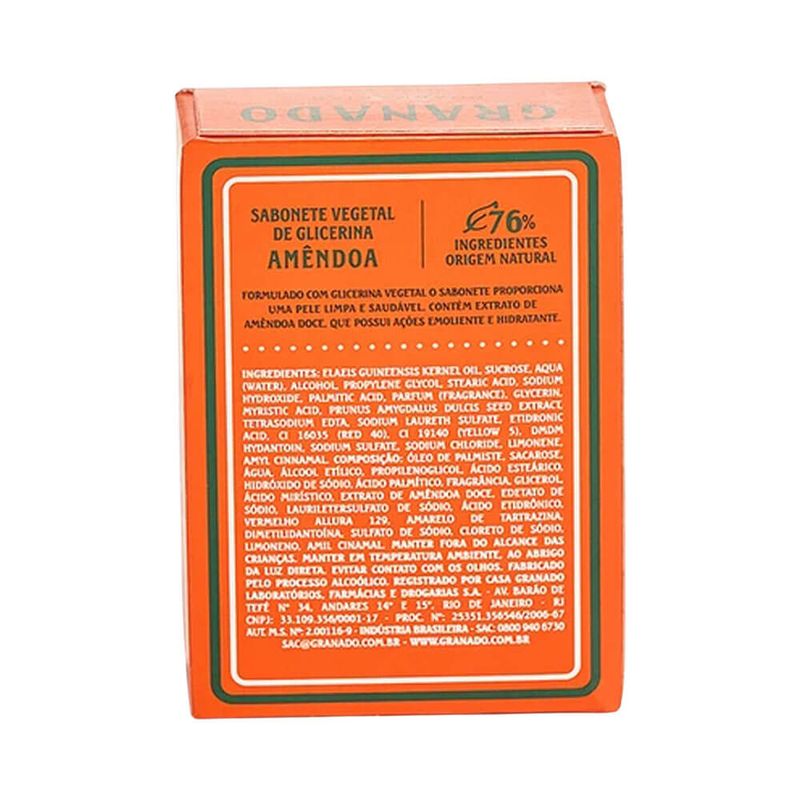 GRANADO
SABONETE VEGETAL
DE GLICERINA
AMÊNDOA
76%
INGREDIENTES
ORIGEM NATURAL
FORMULADO COM GLICERINA VEGETAL O SABONETE PROPORCIONA
UMA PELE LIMPA E SAUDÁVEL. CONTÉM EXTRATO DE
AMÊNDOA DOCE, QUE POSSUI AÇÕES EMOLIENTE E HIDRATANTE.
INGREDIENTES: ELAEIS GUINEENSIS KERNEL OIL, SUCROSE, AQUA
(WATER), ALCOHOL, PROPYLENE GLYCOL, STEARIC ACID, SODIUM
HYDROXIDE, PALMITIC ACID, PARFUM (FRAGRANCE), GLYCERIN,
MYRISTIC ACID, PRUNUS AMYGDALUS DULCIS SEED EXTRACT,
TETRASODIUM EDTA, SODIUM LAURETH SULFATE, ETIDRONIC
ACID, CI 16035 (RED 40), CI 19140 (YELLOW 5), DMDM
HYDANTOIN, SODIUM SULFATE, SODIUM CHLORIDE, LIMONENE,
AMYL CINNAMAL. COMPOSIÇÃO: ÓLEO DE PALMISTE, SACAROSE,
ÁGUA, ÁLCOOL ETÍLICO, PROPILENOGLICOL, ÁCIDO ESTEÁRICO,
HIDRÓXIDO DE SÓDIO, ÁCIDO PALMÍTICO, FRAGRÂNCIA, GLICEROL,
ÁCIDO MIRÍSTICO, EXTRATO DE AMÊNDOA DOCE, EDETATO DE
SÓDIO, LAURILETERSULFATO DE SÓDIO, ÁCIDO ETIDRÔNICO,
VERMELHO ALLURA 129, AMARELO DE TARTRAZINA,
DIMETILIDANTOÍNA, SULFATO DE SÓDIO, CLORETO DE SÓDIO,
LIMONENO, AMIL CINAMAL. MANTER FORA DO ALCANCE DAS
CRIANÇAS. MANTER EM TEMPERATURA AMBIENTE, AO ABRIGO
DA LUZ DIRETA. EVITAR CONTATO COM OS OLHOS. FABRICADO
PELO PROCESSO ALCOÓLICO. REGISTRADO POR CASA GRANADO
LABORATÓRIOS, FARMÁCIAS E DROGARIAS S.A. - AV. BARÃO DE
TEFÉ Nº 34, ANDARES 14º E 15º, RIO DE JANEIRO - RJ
CNPJ: 33.109.356/0001-17 - PROC. Nº: 25351.356546/2006-67
AUT. M.S. Nº: 2.00116-9 - INDÚSTRIA BRASILEIRA - SAC: 0800 940 6730
SAC@GRANADO.COM.BR - WWW.GRANADO.COM.BR